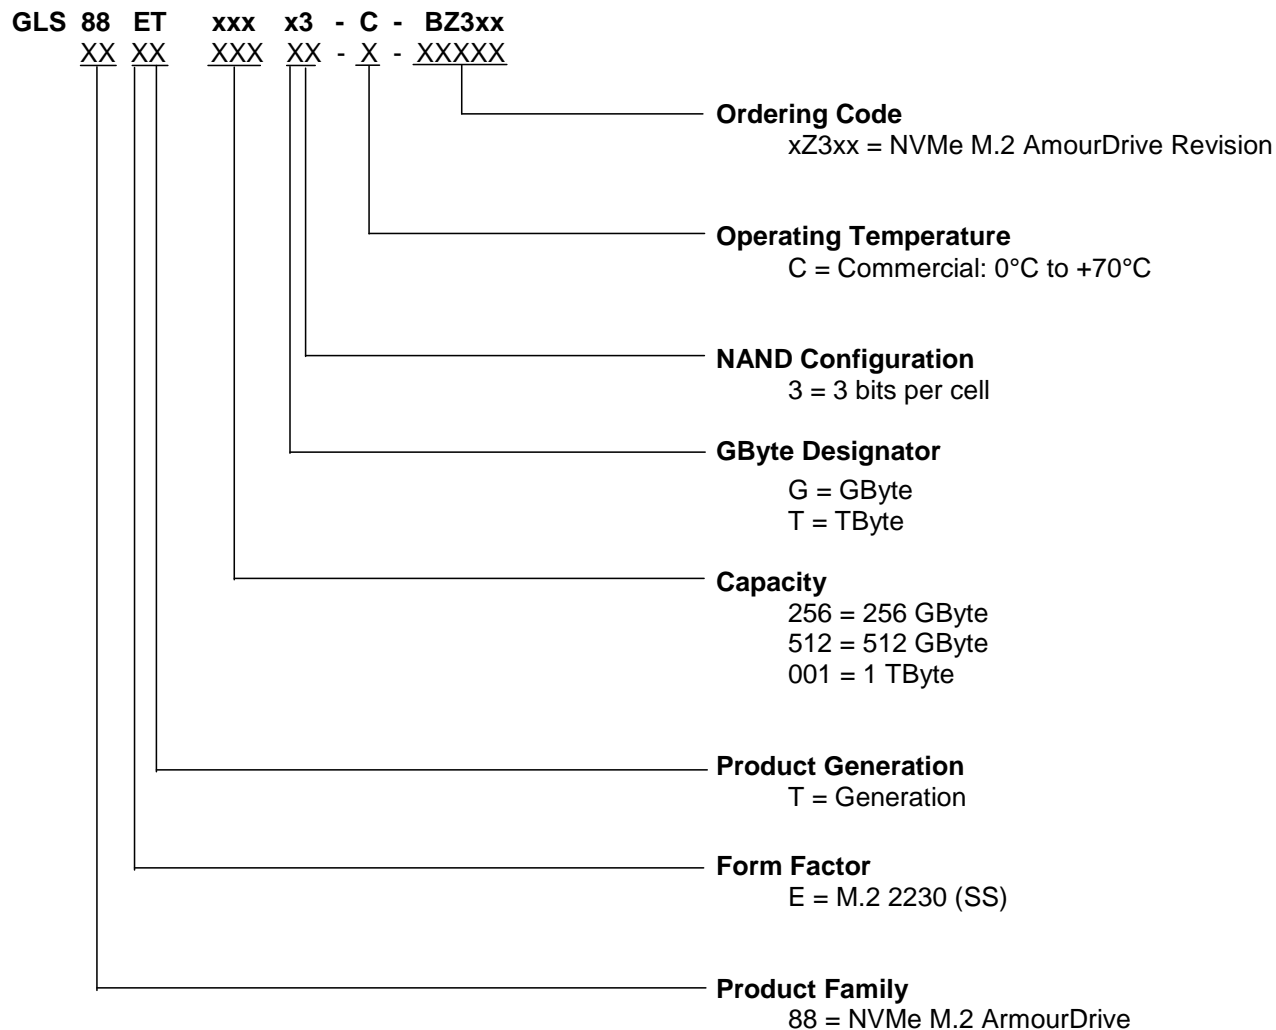 GLS 88 ET xxx x3 - C - BZ3xx
XX XX XXX XX - X - XXXXX
Ordering Code
xZ3xx = NVMe M.2 AmourDrive Revision
Operating Temperature
C = Commercial: 0°C to +70°C
NAND Configuration
3 = 3 bits per cell
GByte Designator
G = GByte
T = TByte
Capacity
256 = 256 GByte
512 = 512 GByte
001 = 1 TByte
Product Generation
T = Generation
Form Factor
E = M.2 2230 (SS)
Product Family
88 = NVMe M.2 ArmourDrive